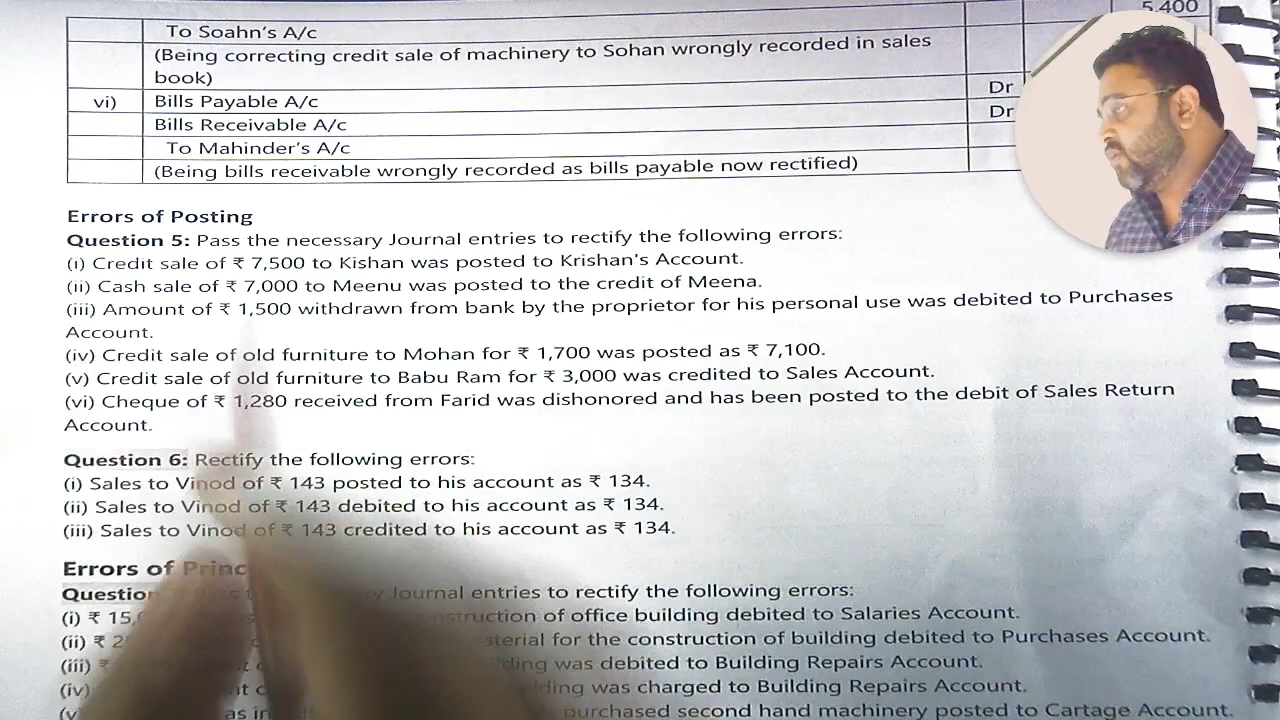 5,400
To Soahn's A/c
(Being correcting credit sale of machinery to Sohan wrongly recorded in sales
book)
vi) Bills Payable A/c Dr
Bills Receivable A/c Dr
To Mahinder's A/c
(Being bills receivable wrongly recorded as bills payable now rectified)
Errors of Posting
Question 5: Pass the necessary Journal entries to rectify the following errors:
(i) Credit sale of ₹ 7,500 to Kishan was posted to Krishan's Account.
(ii) Cash sale of ₹ 7,000 to Meenu was posted to the credit of Meena.
(iii) Amount of ₹ 1,500 withdrawn from bank by the proprietor for his personal use was debited to Purchases
Account.
(iv) Credit sale of old furniture to Mohan for ₹ 1,700 was posted as ₹ 7,100.
(v) Credit sale of old furniture to Babu Ram for ₹ 3,000 was credited to Sales Account.
(vi) Cheque of ₹ 1,280 received from Farid was dishonored and has been posted to the debit of Sales Return
Account.
Question 6: Rectify the following errors:
(i) Sales to Vinod of ₹ 143 posted to his account as ₹ 134.
(ii) Sales to Vinod of ₹ 143 debited to his account as ₹ 134.
(iii) Sales to Vinod of ₹ 143 credited to his account as ₹ 134.
Errors of
Journal entries to rectify the following errors:
(i) ₹ of office building debited to Salaries Account.
(ii) ₹ for the construction of building debited to Purchases Account.
(iii) was debited to Building Repairs Account.
(iv) was charged to Building Repairs Account.
purchased second hand machinery posted to Cartage Account.